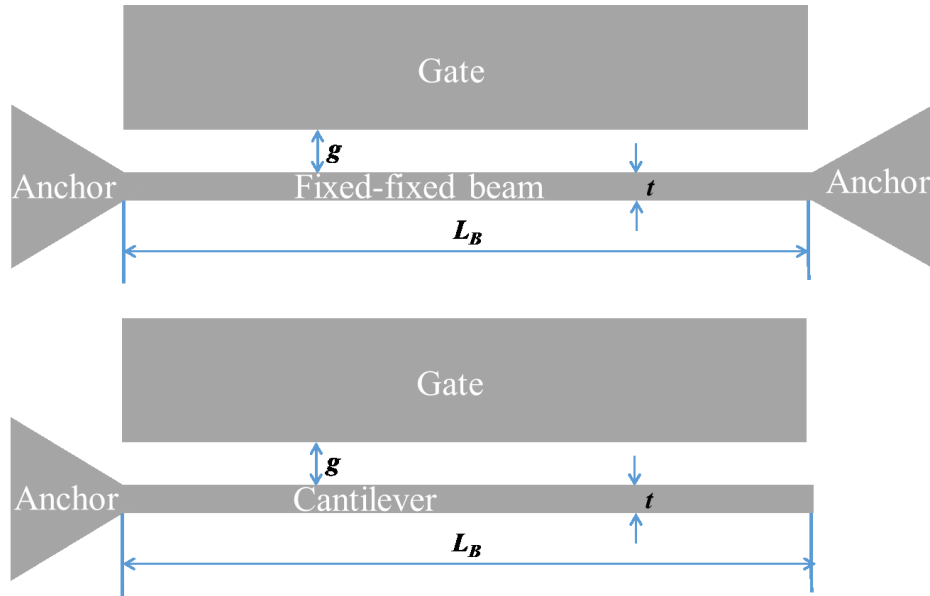 Gate
g
Anchor
Fixed-fixed beam
t
Anchor
L_B
Gate
g
Anchor
Cantilever
t
L_B